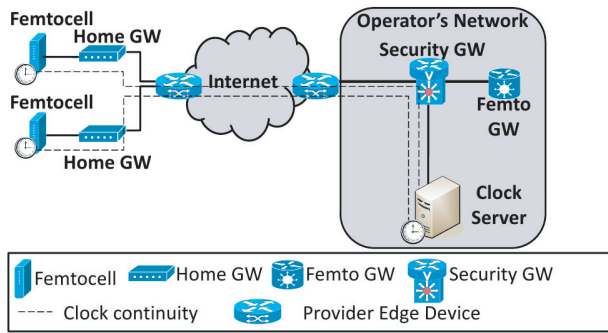 Femtocell
Home GW
Operator's Network
Security GW
Internet
Femtocell
Femto
GW
Home GW
Clock
Server
Femtocell
Home GW
Femto GW
Security GW
Clock continuity
Provider Edge Device